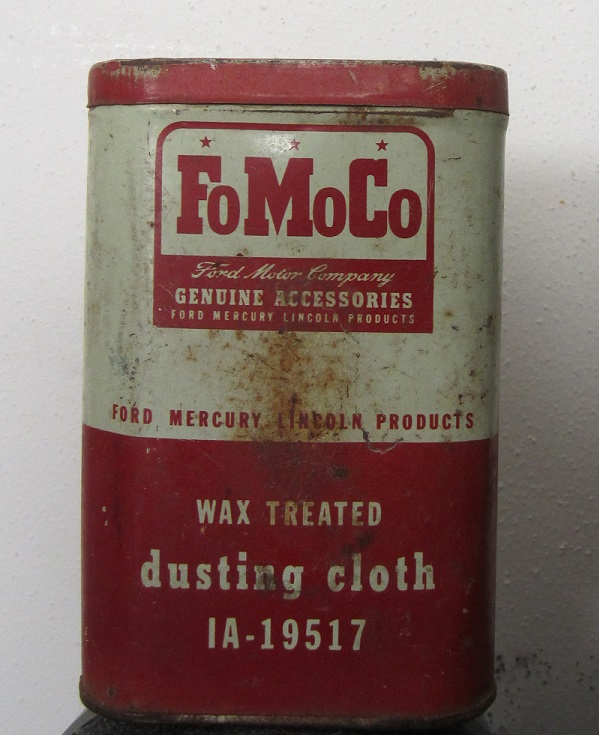 FoMoCo
Ford Motor Company
GENUINE ACCESSORIES
FORD MERCURY LINCOLN PRODUCTS
FORD MERCURY LINCOLN PRODUCTS
WAX TREATED
dusting cloth
IA-19517